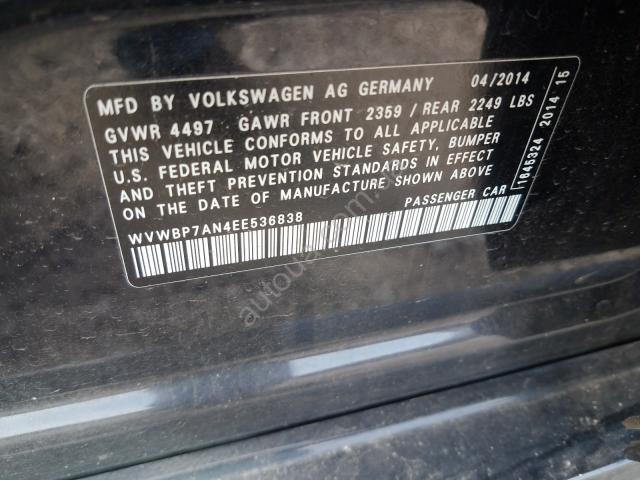 MFD BY VOLKSWAGEN AG GERMANY 04/2014
GVWR 4497 GAWR FRONT 2359 / REAR 2249 LBS
THIS VEHICLE CONFORMS TO ALL APPLICABLE
U.S. FEDERAL MOTOR VEHICLE SAFETY, BUMPER
AND THEFT PREVENTION STANDARDS IN EFFECT
ON THE DATE OF MANUFACTURE SHOWN ABOVE
WVWBP7AN4EE536838 PASSENGER CAR
1645324 2014 15